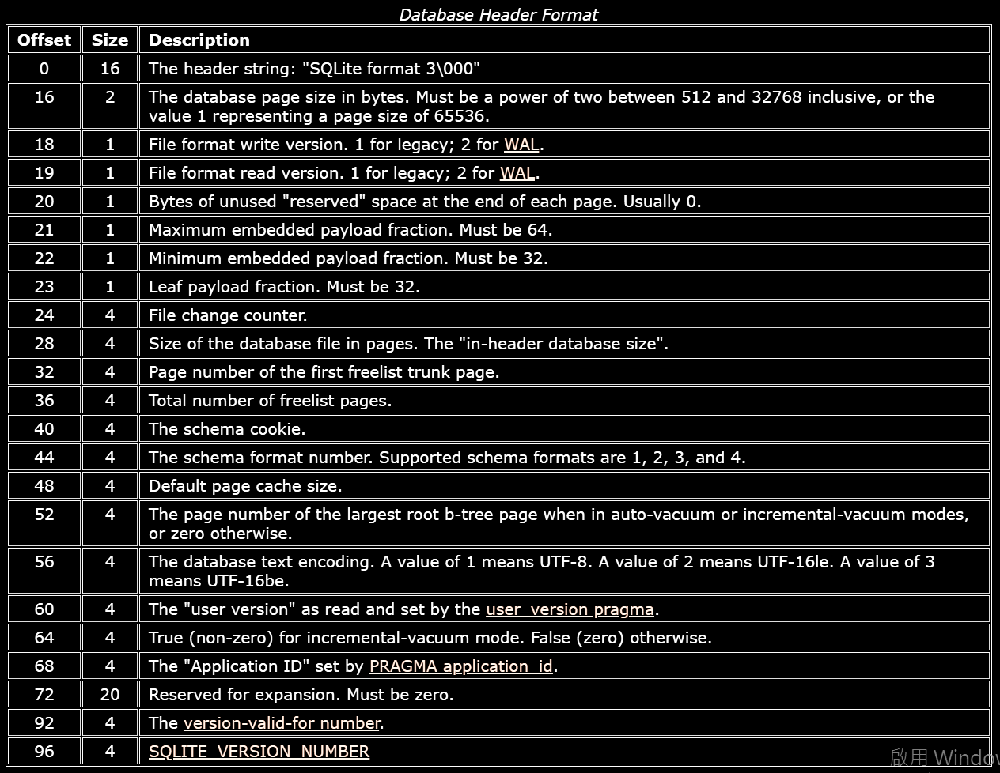 Database Header Format
Offset Size Description
0 16 The header string: "SQLite format 3\000"
16 2 The database page size in bytes. Must be a power of two between 512 and 32768 inclusive, or the
value 1 representing a page size of 65536.
18 1 File format write version. 1 for legacy; 2 for WAL.
19 1 File format read version. 1 for legacy; 2 for WAL.
20 1 Bytes of unused "reserved" space at the end of each page. Usually 0.
21 1 Maximum embedded payload fraction. Must be 64.
22 1 Minimum embedded payload fraction. Must be 32.
23 1 Leaf payload fraction. Must be 32.
24 4 File change counter.
28 4 Size of the database file in pages. The "in-header database size".
32 4 Page number of the first freelist trunk page.
36 4 Total number of freelist pages.
40 4 The schema cookie.
44 4 The schema format number. Supported schema formats are 1, 2, 3, and 4.
48 4 Default page cache size.
52 4 The page number of the largest root b-tree page when in auto-vacuum or incremental-vacuum modes,
or zero otherwise.
56 4 The database text encoding. A value of 1 means UTF-8. A value of 2 means UTF-16le. A value of 3
means UTF-16be.
60 4 The "user version" as read and set by the user_version pragma.
64 4 True (non-zero) for incremental-vacuum mode. False (zero) otherwise.
68 4 The "Application ID" set by PRAGMA application_id.
72 20 Reserved for expansion. Must be zero.
92 4 The version-valid-for number.
96 4 SQLITE_VERSION_NUMBER
啟用 Window